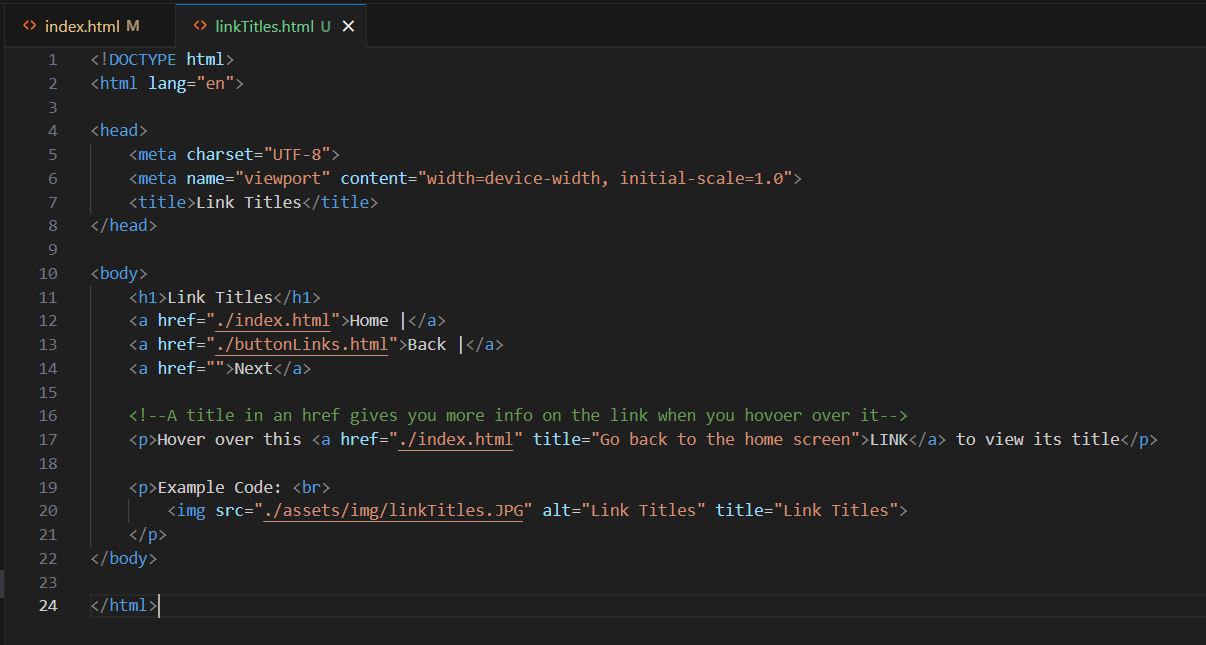 index.html M
linkTitles.html U
1 <!DOCTYPE html>
2 <html lang="en">
3
4 <head>
5     <meta charset="UTF-8">
6     <meta name="viewport" content="width=device-width, initial-scale=1.0">
7     <title>Link Titles</title>
8 </head>
9
10 <body>
11     <h1>Link Titles</h1>
12     <a href="./index.html">Home |</a>
13     <a href="./buttonLinks.html">Back |</a>
14     <a href="">Next</a>
15
16     <!--A title in an href gives you more info on the link when you hovoer over it-->
17     <p>Hover over this <a href="./index.html" title="Go back to the home screen">LINK</a> to view its title</p>
18
19     <p>Example Code: <br>
20         <img src="./assets/img/linkTitles.JPG" alt="Link Titles" title="Link Titles">
21     </p>
22 </body>
23
24 </html>